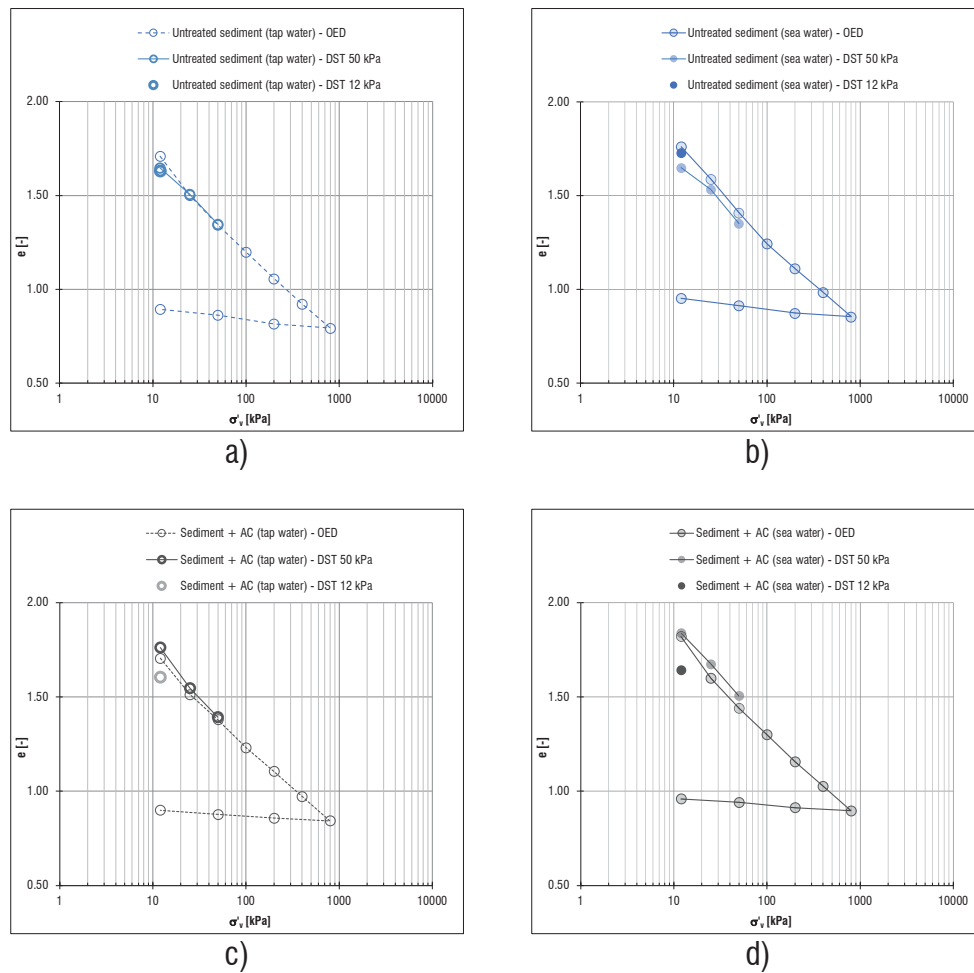 Untreated sediment (tap water) - OED
Untreated sediment (tap water) - DST 50 kPa
Untreated sediment (tap water) - DST 12 kPa
2.00
1.50
1.00
0.50
e [-]
1 10 100 1000 10000
σ'v [kPa]
a)
Untreated sediment (sea water) - OED
Untreated sediment (sea water) - DST 50 kPa
Untreated sediment (sea water) - DST 12 kPa
2.00
1.50
1.00
0.50
e [-]
1 10 100 1000 10000
σ'v [kPa]
b)
Sediment + AC (tap water) - OED
Sediment + AC (tap water) - DST 50 kPa
Sediment + AC (tap water) - DST 12 kPa
2.00
1.50
1.00
0.50
e [-]
1 10 100 1000 10000
σ'v [kPa]
c)
Sediment + AC (sea water) - OED
Sediment + AC (sea water) - DST 50 kPa
Sediment + AC (sea water) - DST 12 kPa
2.00
1.50
1.00
0.50
e [-]
1 10 100 1000 10000
σ'v [kPa]
d)